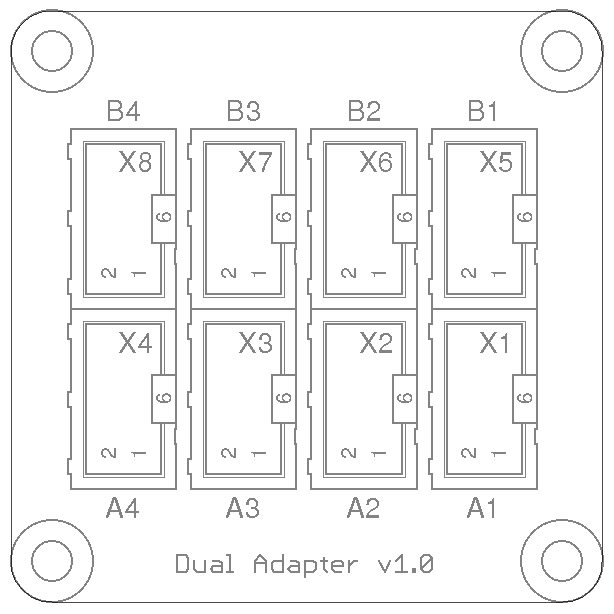 B4 B3 B2 B1
X8 X7 X6 X5
6 6 6 6
2 1 2 1 2 1 2 1
X4 X3 X2 X1
6 6 6 6
2 1 2 1 2 1 2 1
A4 A3 A2 A1
Dual Adapter v1.0